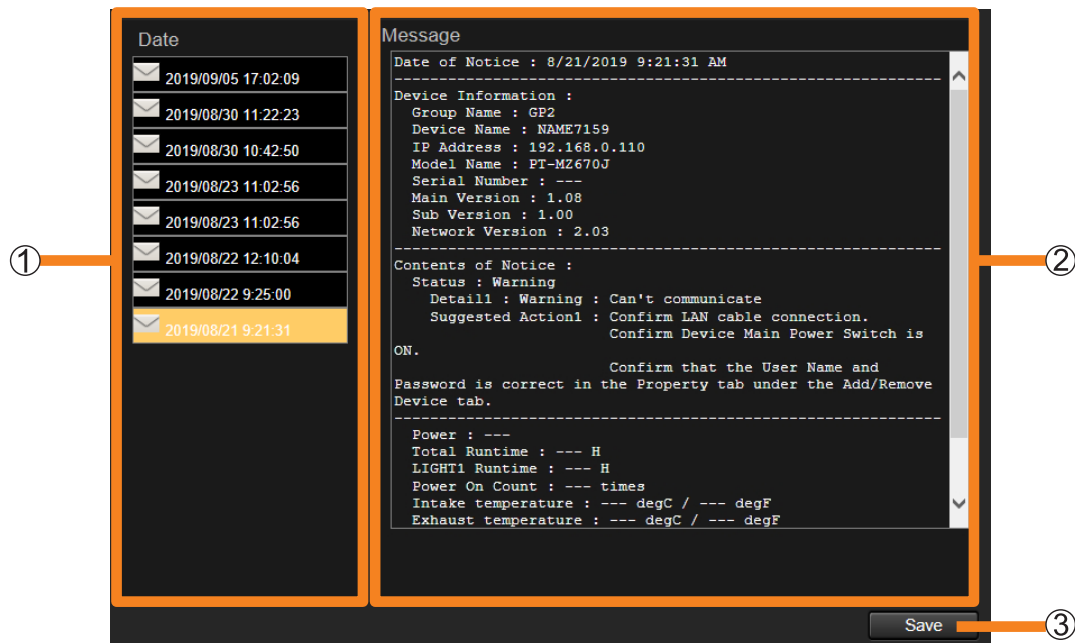 Date
2019/09/05 17:02:09
2019/08/30 11:22:23
2019/08/30 10:42:50
2019/08/23 11:02:56
2019/08/23 11:02:56
2019/08/22 12:10:04
2019/08/22 9:25:00
2019/08/21 9:21:31
①
Message
Date of Notice : 8/21/2019 9:21:31 AM
------------------------------------------------------------
Device Information :
Group Name : GP2
Device Name : NAME7159
IP Address : 192.168.0.110
Model Name : PT-MZ670J
Serial Number : ---
Main Version : 1.08
Sub Version : 1.00
Network Version : 2.03
------------------------------------------------------------
Contents of Notice :
Status : Warning
Detail1 : Warning : Can't communicate
Suggested Action1 : Confirm LAN cable connection.
Confirm Device Main Power Switch is
ON.
Confirm that the User Name and
Password is correct in the Property tab under the Add/Remove
Device tab.
------------------------------------------------------------
Power : ---
Total Runtime : --- H
LIGHT1 Runtime : --- H
Power On Count : --- times
Intake temperature : --- degC / --- degF
Exhaust temperature : --- degC / --- degF
②
Save
③